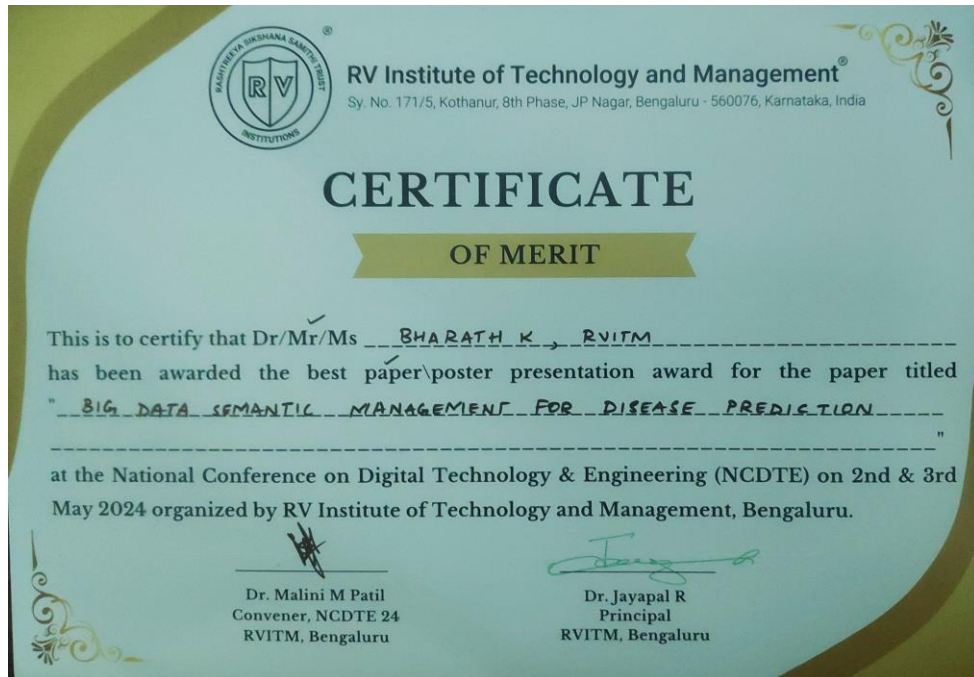 RASHTREEYA SIKSHANA SAMITHI TRUST
RV
INSTITUTIONS
®
RV Institute of Technology and Management®
Sy. No. 171/5, Kothanur, 8th Phase, JP Nagar, Bengaluru - 560076, Karnataka, India
CERTIFICATE
OF MERIT
This is to certify that Dr/Mr/Ms BHARATH K, RVITM
has been awarded the best paper\poster presentation award for the paper titled
"BIG DATA SEMANTIC MANAGEMENT FOR DISEASE PREDICTION
"
at the National Conference on Digital Technology & Engineering (NCDTE) on 2nd & 3rd
May 2024 organized by RV Institute of Technology and Management, Bengaluru.
Dr. Malini M Patil
Convener, NCDTE 24
RVITM, Bengaluru
Dr. Jayapal R
Principal
RVITM, Bengaluru